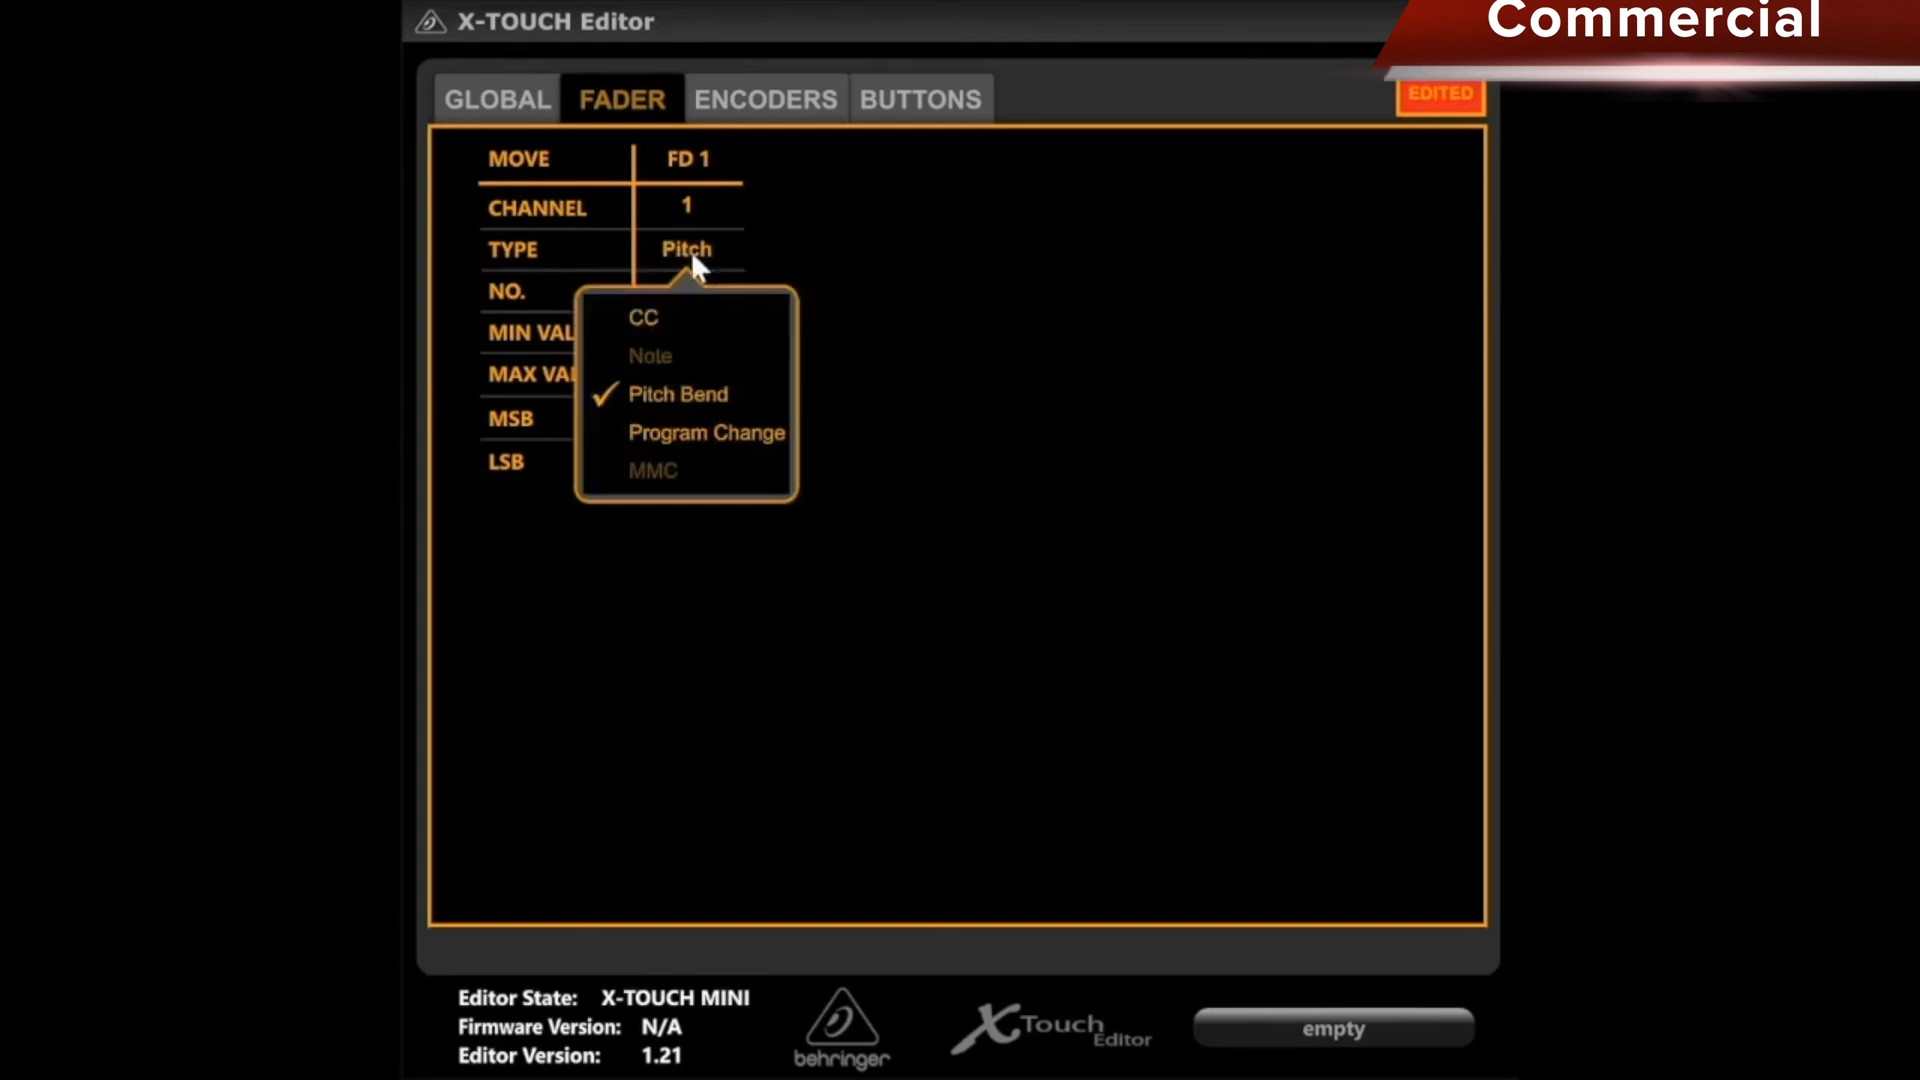 X-TOUCH Editor
Commercial
GLOBAL FADER ENCODERS BUTTONS
EDITED
MOVE FD 1
CHANNEL 1
TYPE Pitch
NO.
MIN VAL
MAX VAL
MSB
LSB
CC
Note
Pitch Bend
Program Change
MMC
Editor State: X-TOUCH MINI
Firmware Version: N/A
Editor Version: 1.21
behringer
X Touch Editor
empty